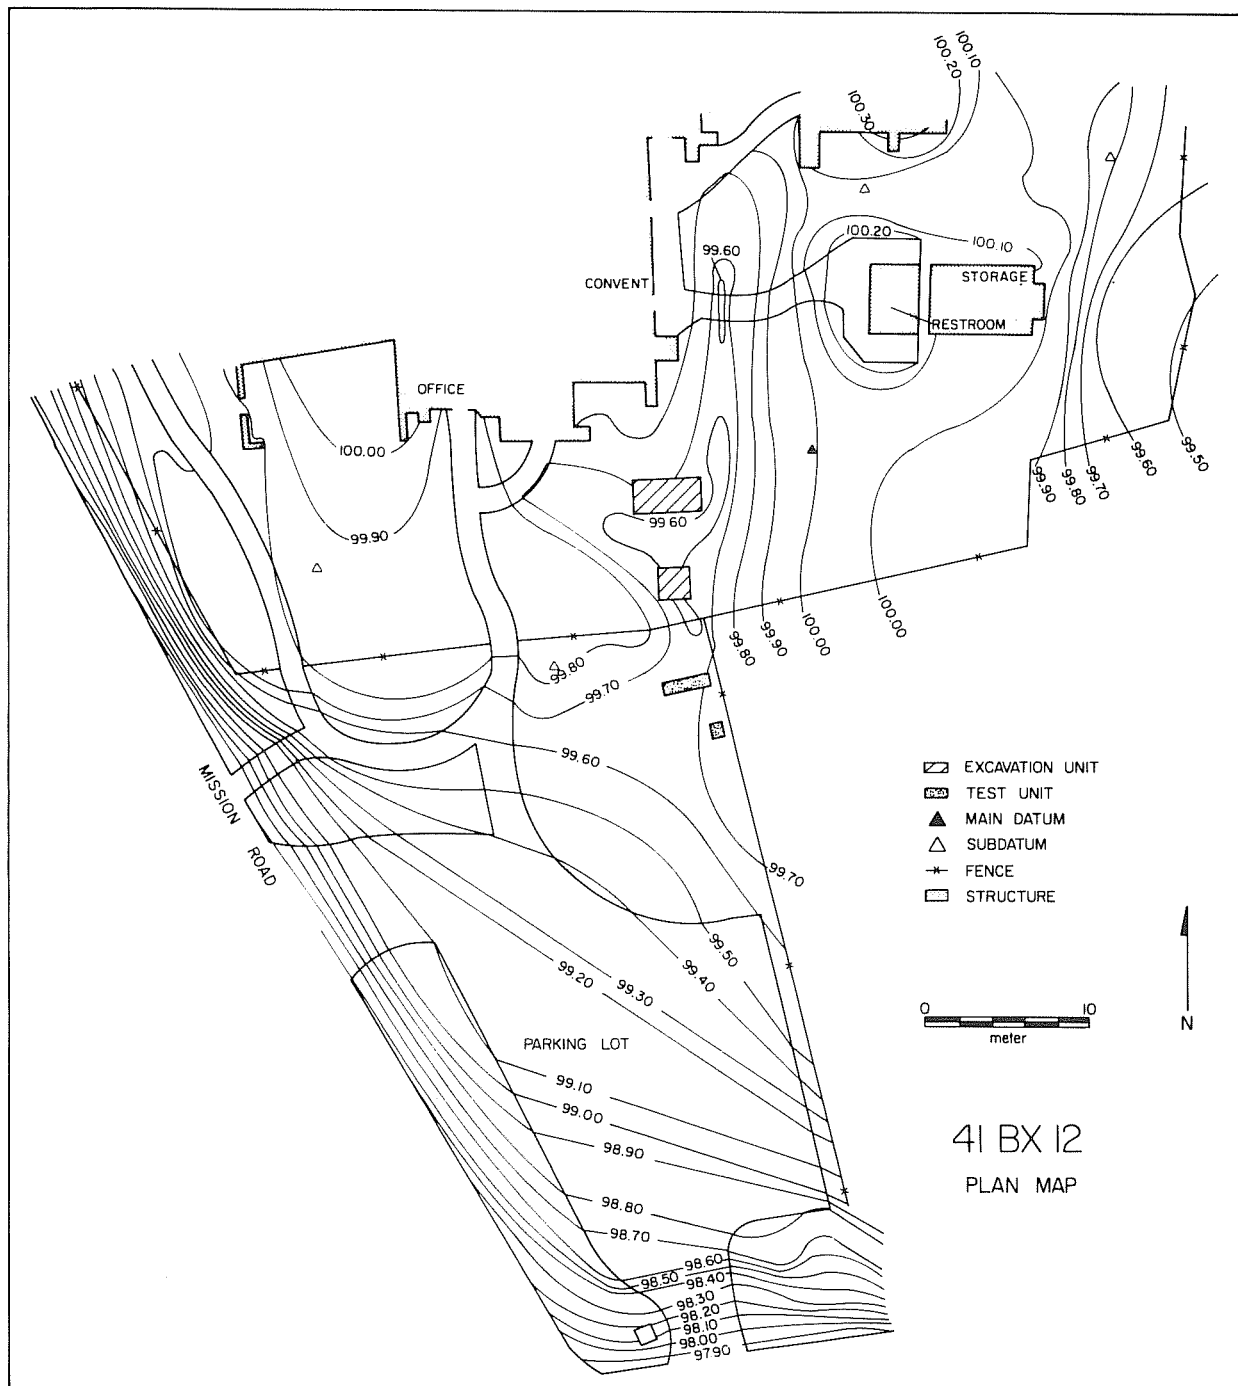 100.10
100.20
100.30
99.60
100.20
100.10
CONVENT
STORAGE
RESTROOM
OFFICE
100.00
99.90
99.60
99.50
99.60
99.70
99.80
99.90
100.00
100.00
99.90
99.80
99.80
99.70
99.60
99.70
MISSION
ROAD
EXCAVATION UNIT
TEST UNIT
MAIN DATUM
SUBDATUM
FENCE
STRUCTURE
99.50
99.40
99.30
99.20
0 10
meter
N
PARKING LOT
99.10
99.00
98.90
98.80
98.70
98.60
98.50
98.40
98.30
98.20
98.10
98.00
97.90
41 BX 12
PLAN MAP